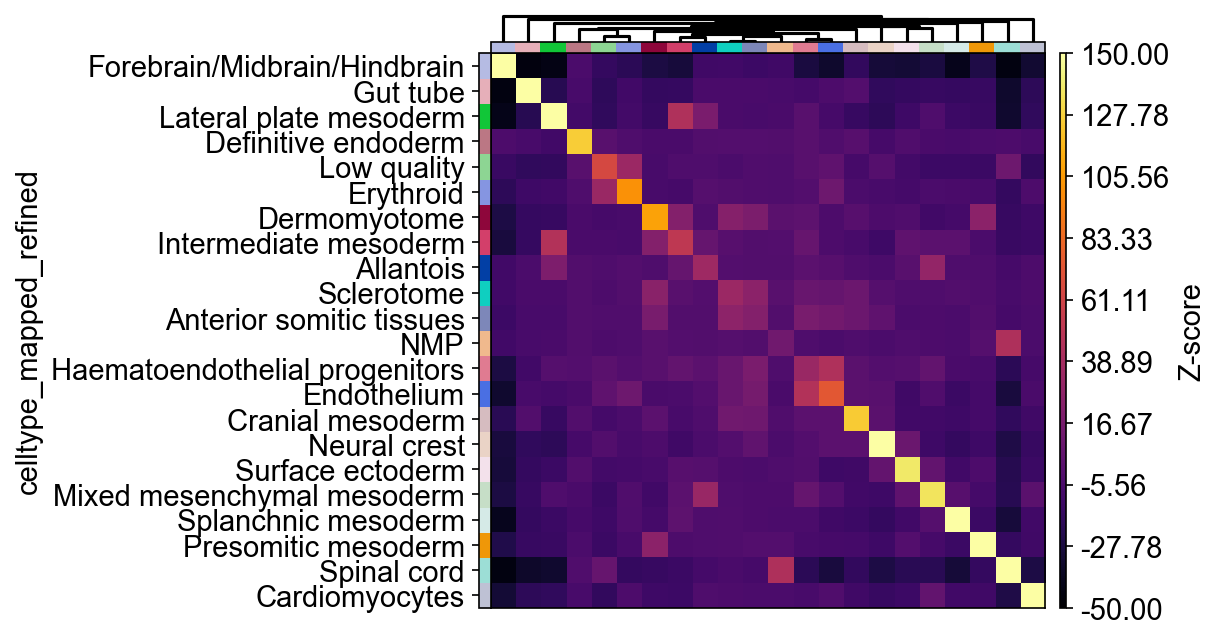 celltype_mapped_refined
Forebrain/Midbrain/Hindbrain
Gut tube
Lateral plate mesoderm
Definitive endoderm
Low quality
Erythroid
Dermomyotome
Intermediate mesoderm
Allantois
Sclerotome
Anterior somitic tissues
NMP
Haematoendothelial progenitors
Endothelium
Cranial mesoderm
Neural crest
Surface ectoderm
Mixed mesenchymal mesoderm
Splanchnic mesoderm
Presomitic mesoderm
Spinal cord
Cardiomyocytes
150.00
127.78
105.56
83.33
61.11
38.89
16.67
-5.56
-27.78
-50.00
Z-score